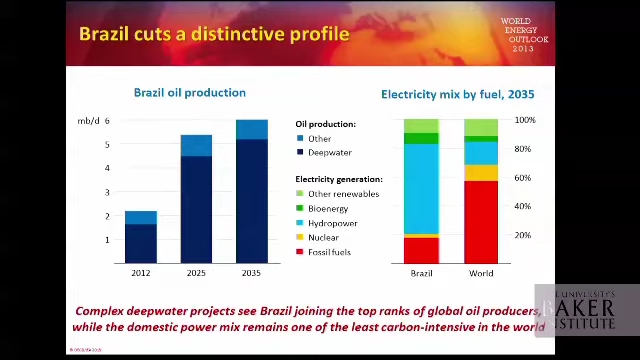 Brazil cuts a distinctive profile
WORLD
ENERGY
OUTLOOK
2013
Brazil oil production
mb/d
6
5
4
3
2
1
2012
2025
2035
Oil production:
Other
Deepwater
Electricity generation:
Other renewables
Bioenergy
Hydropower
Nuclear
Fossil fuels
Electricity mix by fuel, 2035
100%
80%
60%
40%
20%
Brazil
World
Complex deepwater projects see Brazil joining the top ranks of global oil producers,
while the domestic power mix remains one of the least carbon-intensive in the world
UNIVERSITY'S
BAKER
INSTITUTE